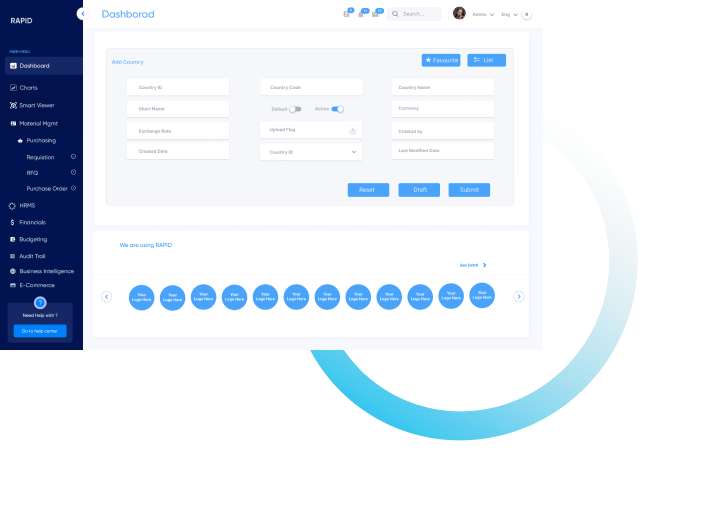 RAPID
Dashborad
Search...
Admin
Eng
MAIN MENU
Dashboard
Charts
Smart Viewer
Material Mgmt
Purchasing
Requistion
RFQ
Purchase Order
HRMS
Financials
Budgeting
Audit Trail
Business Intelligence
E-Commerce
?
Need Help with ?
Go to help center
Add Country
Favourite
List
Country ID
Country Code
Country Name
Short Name
Default
Active
Currency
Exchange Rate
Upload Flag
Created by
Created Date
Country ID
Last Modified Date
Reset
Draft
Submit
We are using RAPID
See Detail
Your
Logo Here
Your
Logo Here
Your
Logo Here
Your
Logo Here
Your
Logo Here
Your
Logo Here
Your
Logo Here
Your
Logo Here
Your
Logo Here
Your
Logo Here
Your
Logo Here
Your
Logo Here